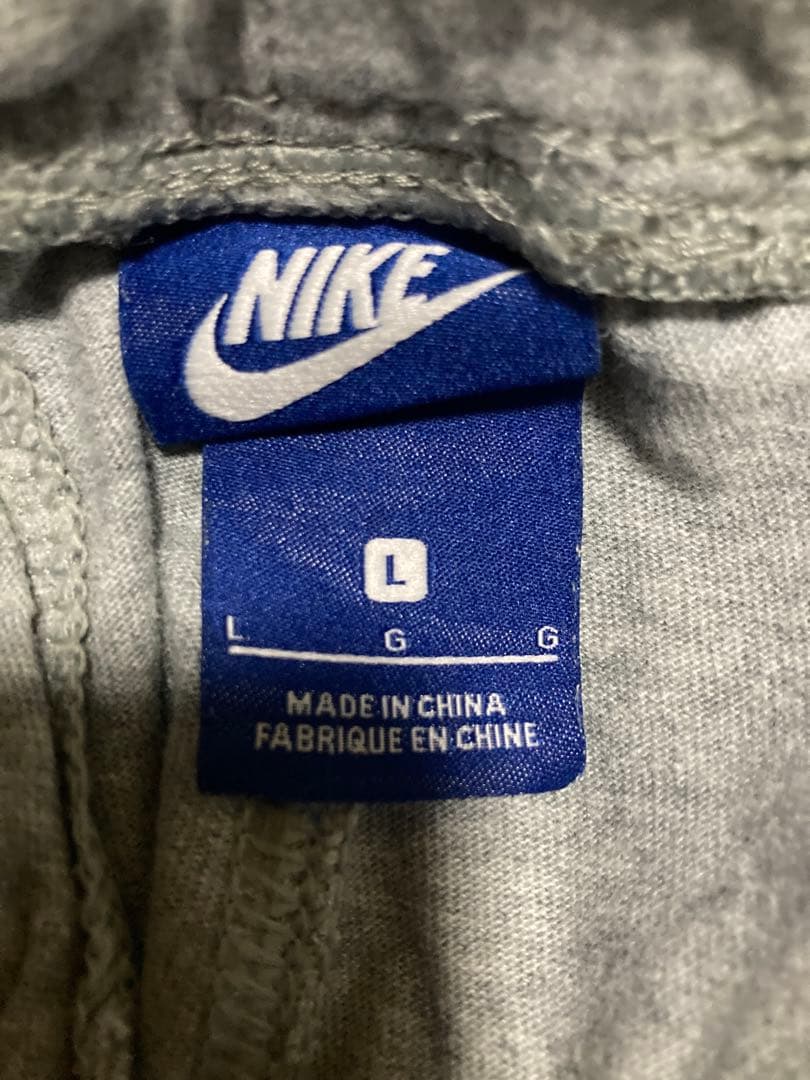 NIKE
L
L G G
MADE IN CHINA
FABRIQUE EN CHINE